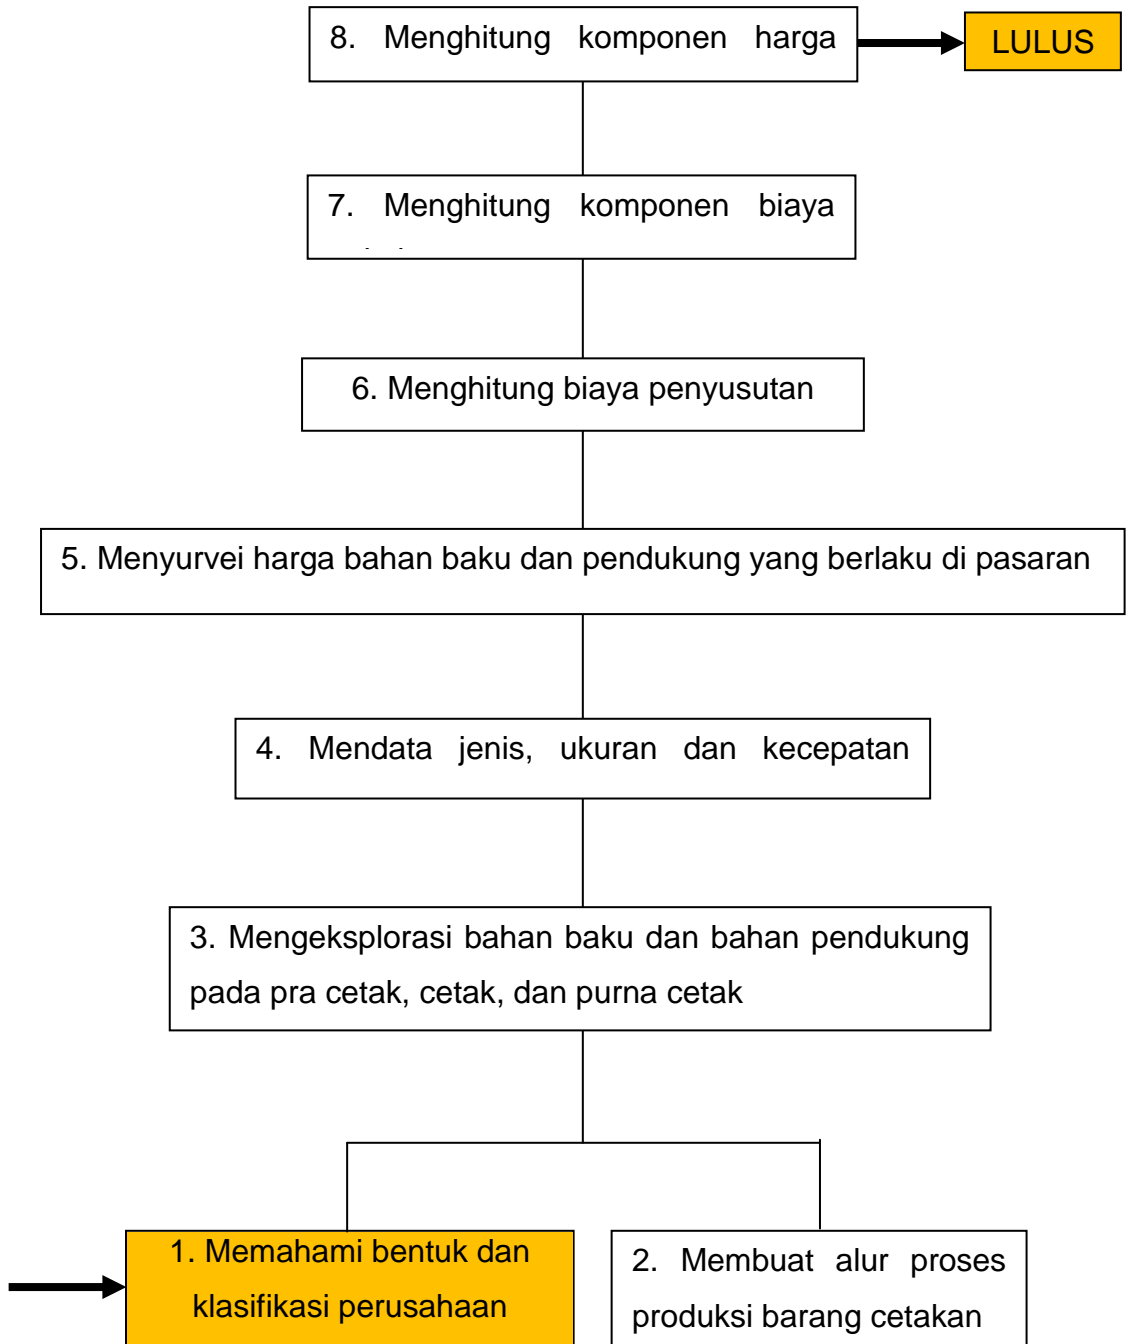 8. Menghitung komponen harga
LULUS
7. Menghitung komponen biaya
6. Menghitung biaya penyusutan
5. Menyurvei harga bahan baku dan pendukung yang berlaku di pasaran
4. Mendata jenis, ukuran dan kecepatan
3. Mengeksplorasi bahan baku dan bahan pendukung
pada pra cetak, cetak, dan purna cetak
1. Memahami bentuk dan
klasifikasi perusahaan
2. Membuat alur proses
produksi barang cetakan